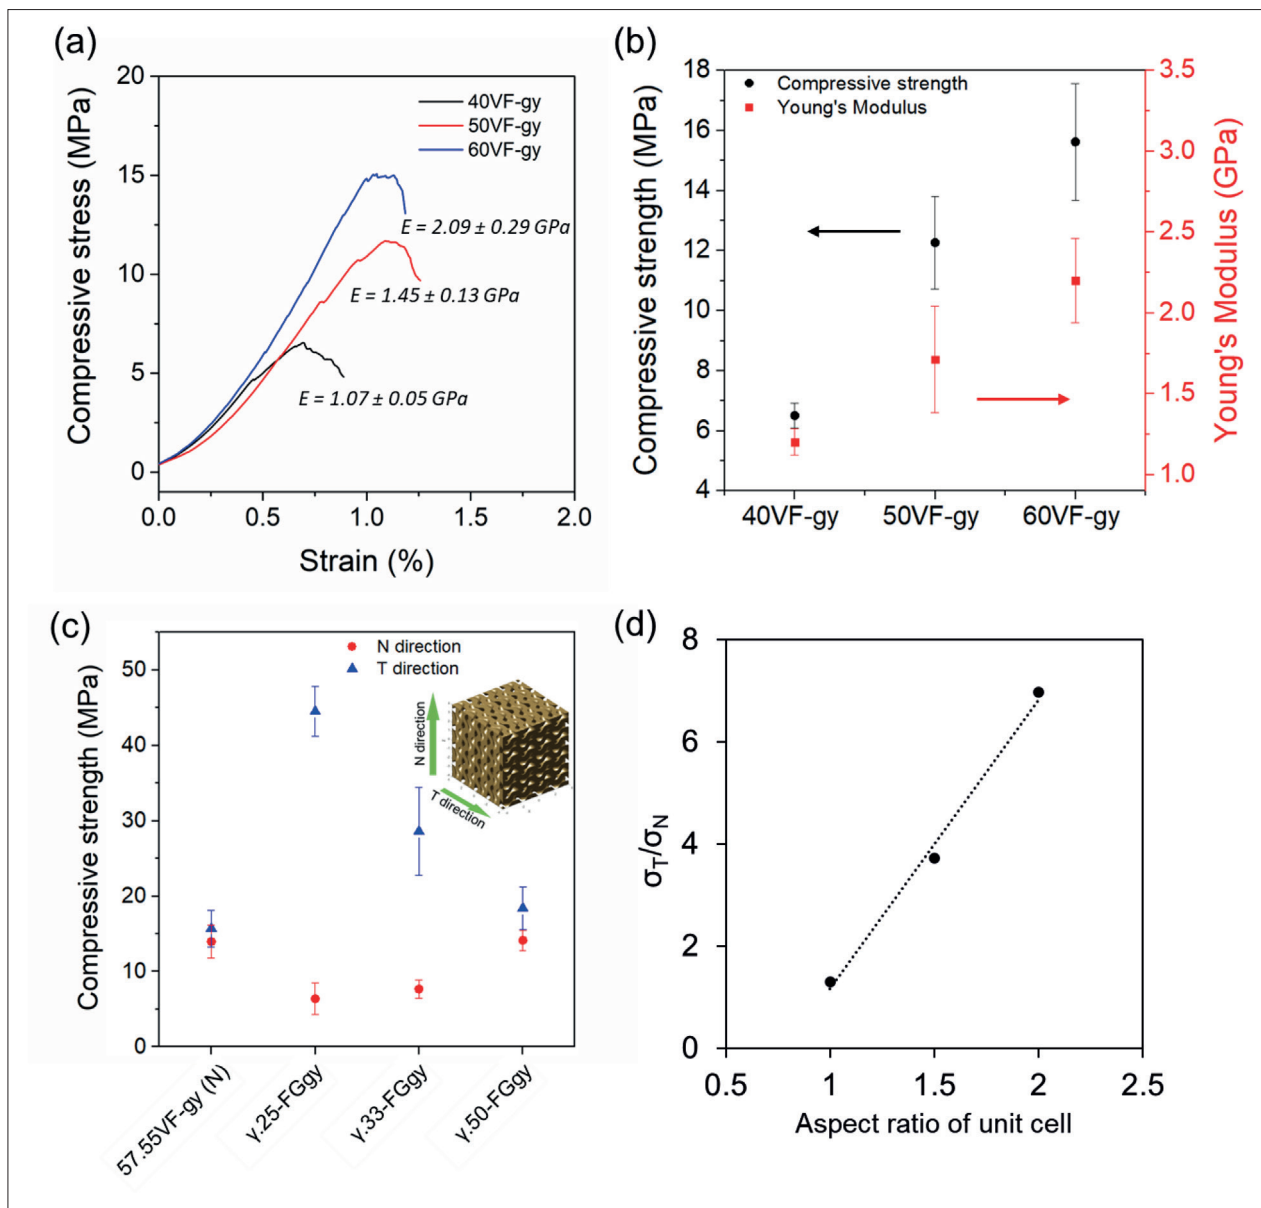 (a)
Compressive stress (MPa)
20
15
10
5
0
40VF-gy
50VF-gy
60VF-gy
E = 2.09 ± 0.29 GPa
E = 1.45 ± 0.13 GPa
E = 1.07 ± 0.05 GPa
0.0 0.5 1.0 1.5 2.0
Strain (%)
(b)
Compressive strength (MPa)
18
16
14
12
10
8
6
4
Compressive strength
Young's Modulus
3.5
3.0
2.5
2.0
1.5
1.0
Young's Modulus (GPa)
40VF-gy 50VF-gy 60VF-gy
(c)
Compressive strength (MPa)
50
40
30
20
10
0
N direction
T direction
N direction
T direction
57.55VF-gy (N)
γ.25-FGgy
γ.33-FGgy
γ.50-FGgy
(d)
σT/σN
8
6
4
2
0
0.5 1 1.5 2 2.5
Aspect ratio of unit cell